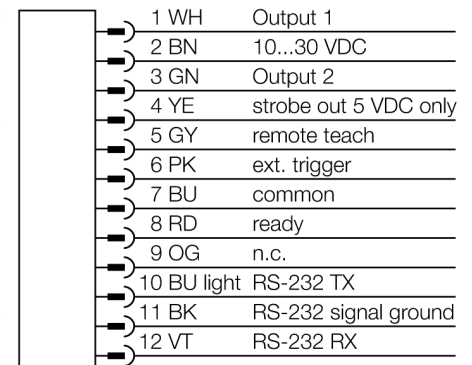 1 WH Output 1
2 BN 10...30 VDC
3 GN Output 2
4 YE strobe out 5 VDC only
5 GY remote teach
6 PK ext. trigger
7 BU common
8 RD ready
9 OG n.c.
10 BU light RS-232 TX
11 BK RS-232 signal ground
12 VT RS-232 RX